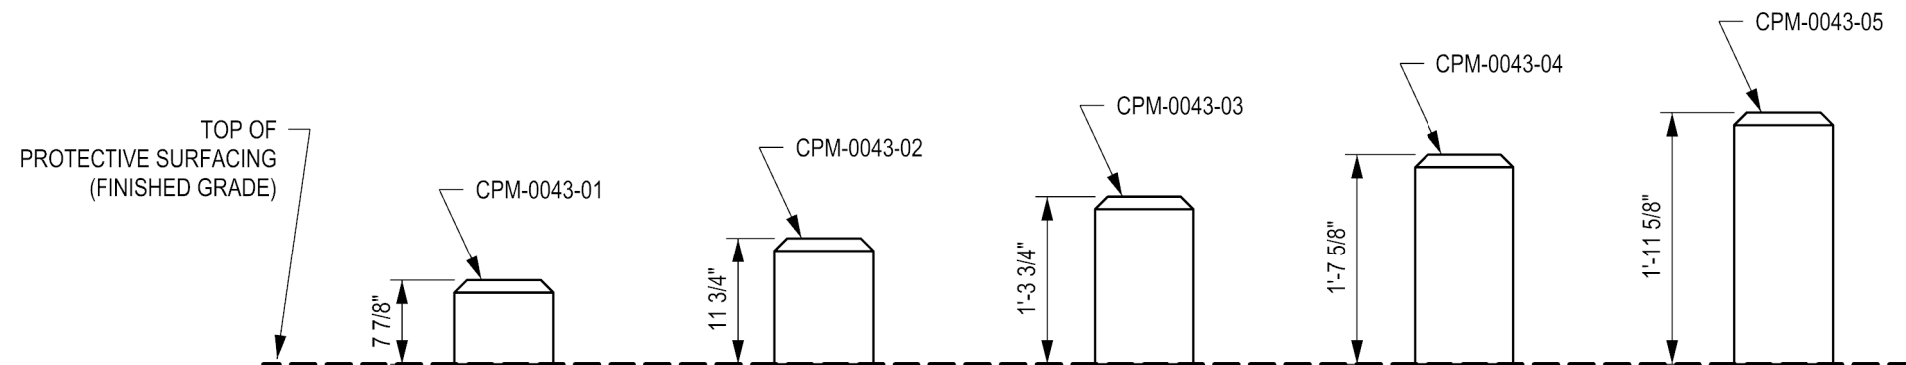 CPM-0043-05
CPM-0043-04
CPM-0043-03
TOP OF
PROTECTIVE SURFACING
(FINISHED GRADE)
CPM-0043-02
CPM-0043-01
7 7/8"
11 3/4"
1'-3 3/4"
1'-7 5/8"
1'-11 5/8"